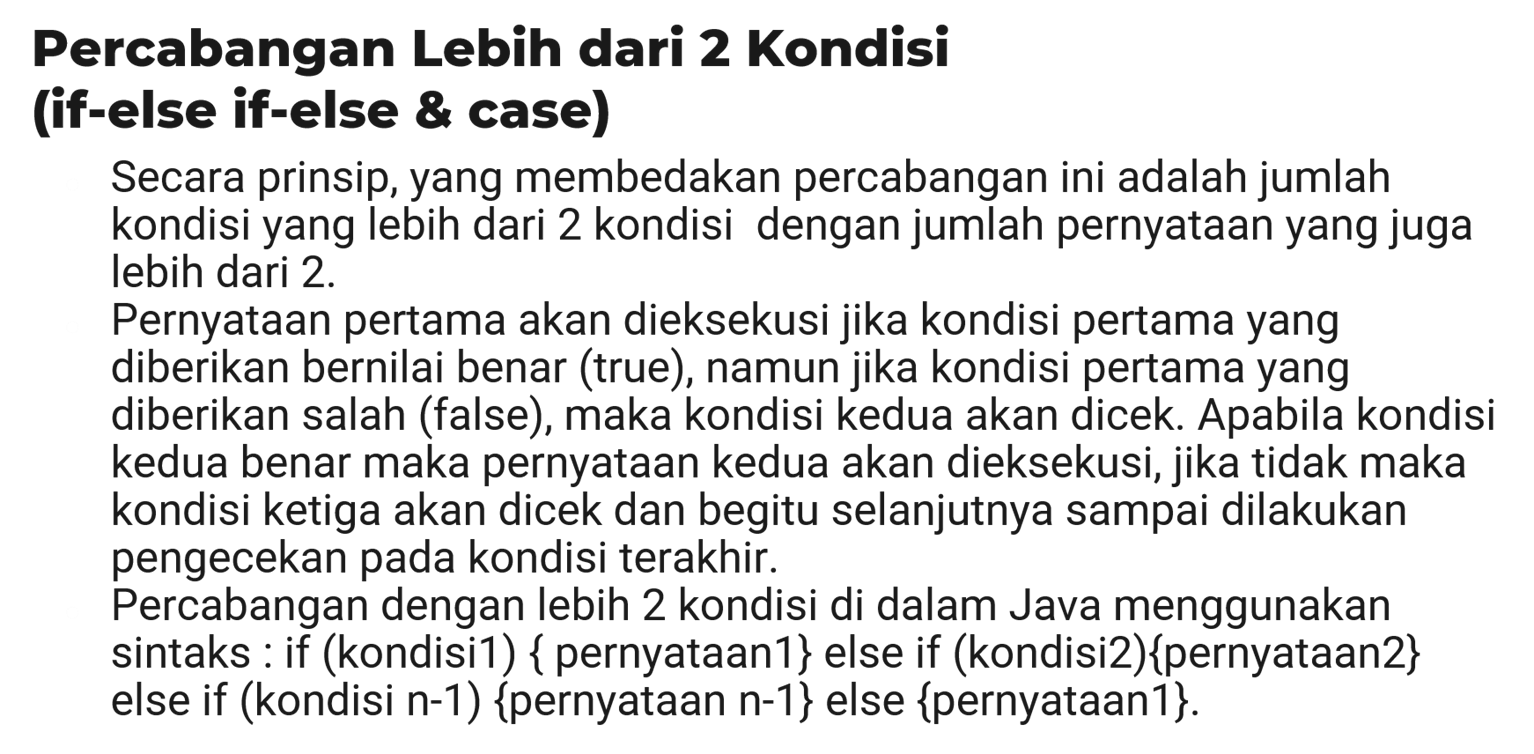 Percabangan Lebih dari 2 Kondisi
(if-else if-else & case)
Secara prinsip, yang membedakan percabangan ini adalah jumlah
kondisi yang lebih dari 2 kondisi  dengan jumlah pernyataan yang juga
lebih dari 2.
Pernyataan pertama akan dieksekusi jika kondisi pertama yang
diberikan bernilai benar (true), namun jika kondisi pertama yang
diberikan salah (false), maka kondisi kedua akan dicek. Apabila kondisi
kedua benar maka pernyataan kedua akan dieksekusi, jika tidak maka
kondisi ketiga akan dicek dan begitu selanjutnya sampai dilakukan
pengecekan pada kondisi terakhir.
Percabangan dengan lebih 2 kondisi di dalam Java menggunakan
sintaks : if (kondisi1) { pernyataan1} else if (kondisi2){pernyataan2}
else if (kondisi n-1) {pernyataan n-1} else {pernyataan1}.